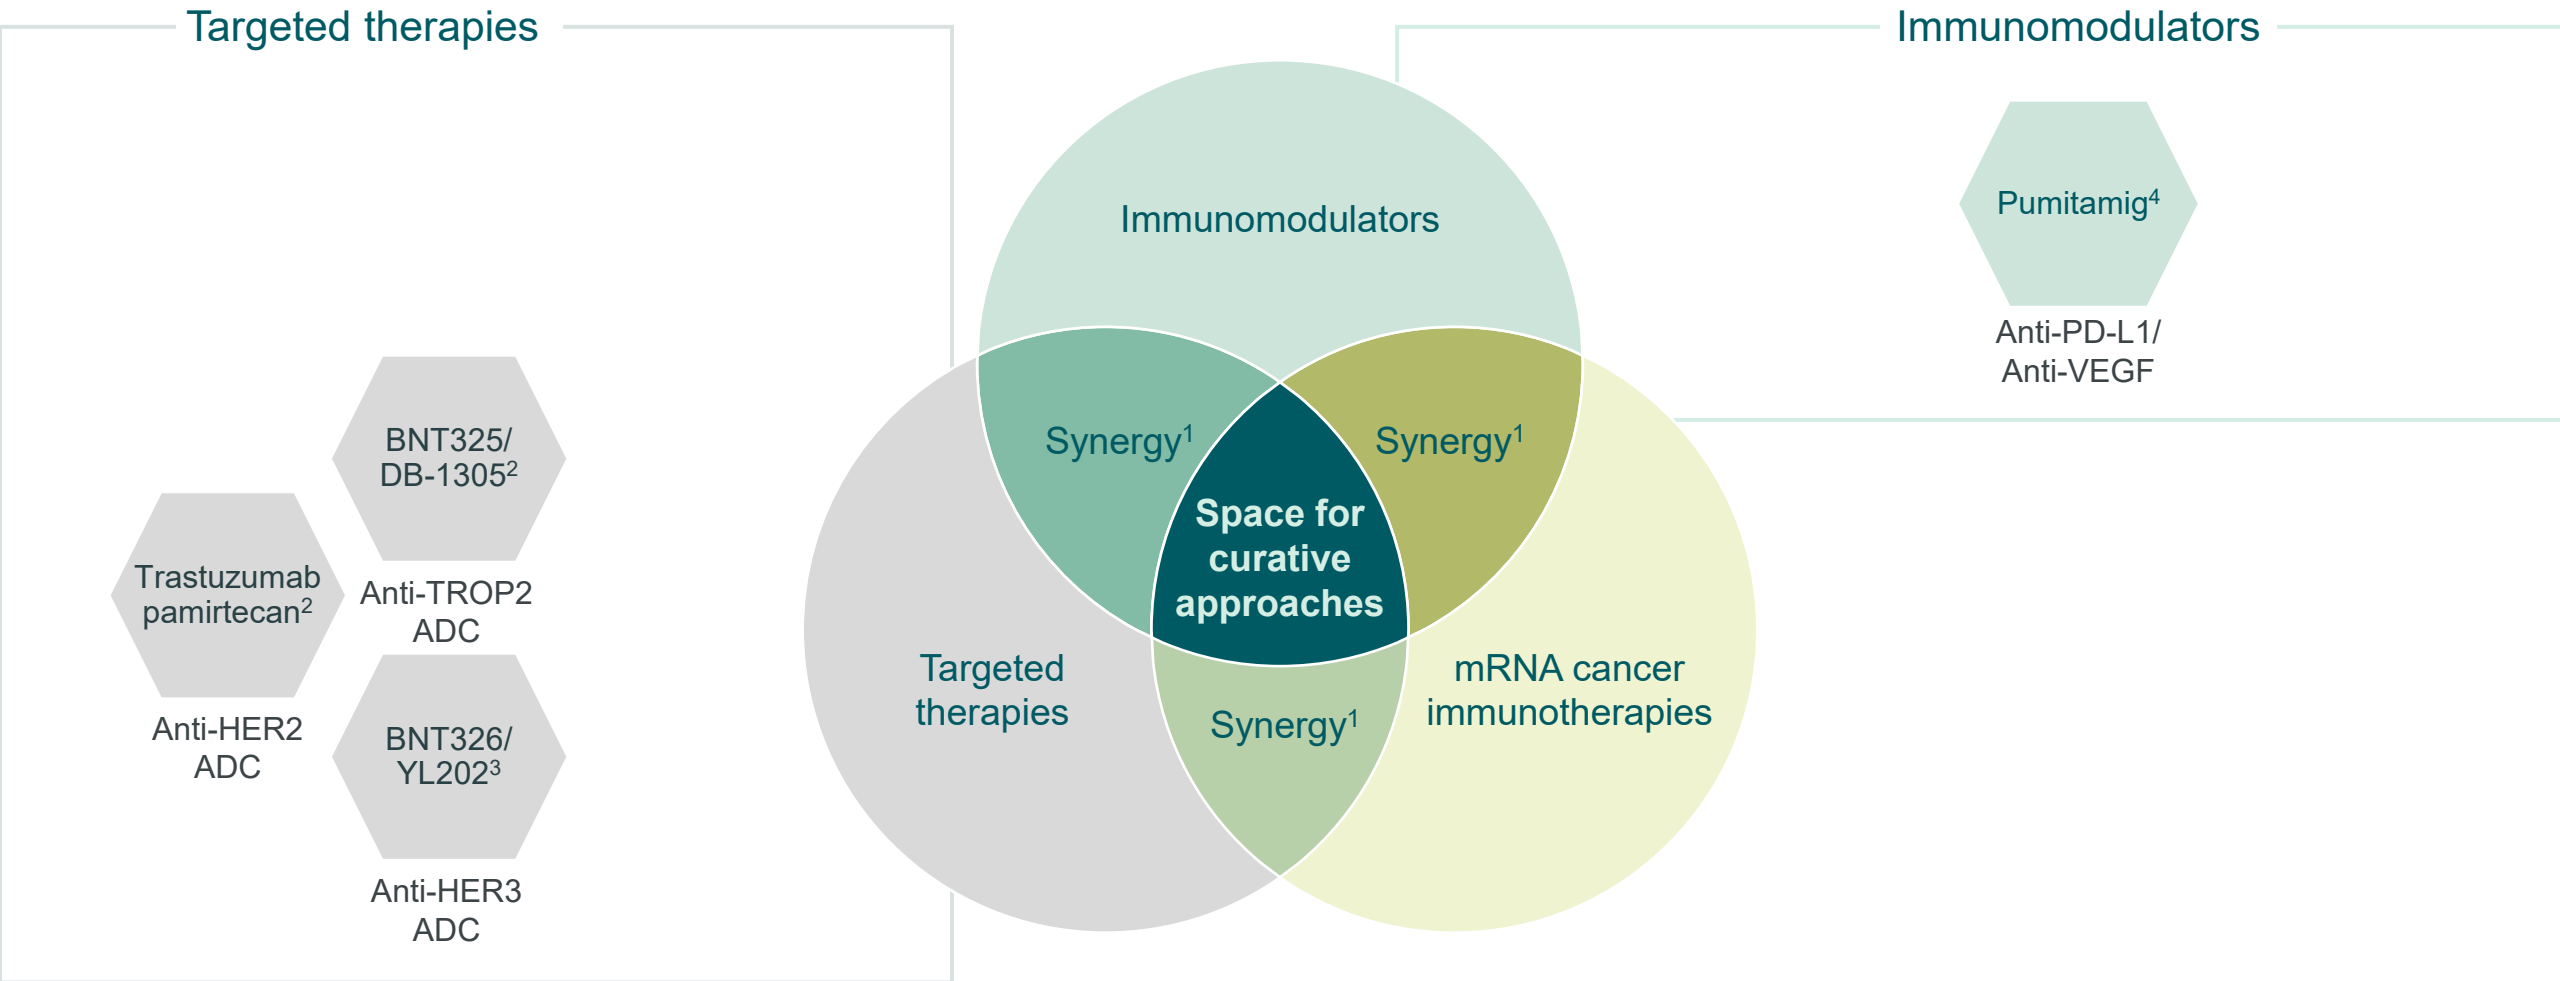 Targeted therapies
Immunomodulators
BNT325/
DB-1305²
Anti-TROP2
ADC
Trastuzumab
pamirtecan²
Anti-HER2
ADC
BNT326/
YL202³
Anti-HER3
ADC
Immunomodulators
Synergy¹
Synergy¹
Space for
curative
approaches
Targeted
therapies
mRNA cancer
immunotherapies
Synergy¹
Pumitamig⁴
Anti-PD-L1/
Anti-VEGF